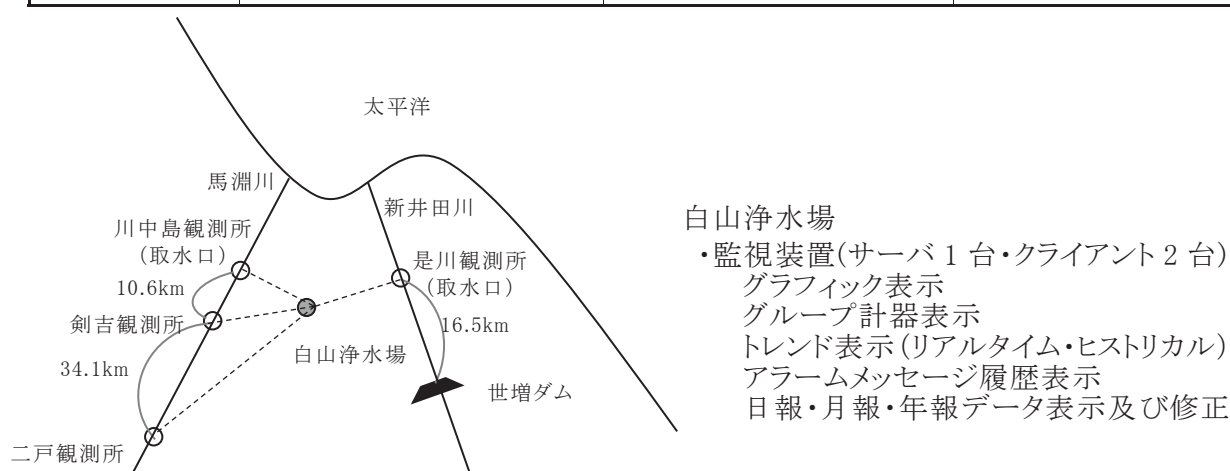 太平洋
馬淵川
新井田川
川中島観測所
(取水口)
是川観測所
(取水口)
10.6km
剣吉観測所
16.5km
白山浄水場
34.1km
世増ダム
二戸観測所
白山浄水場
・監視装置(サーバ 1 台・クライアント 2 台)
グラフィック表示
グループ計器表示
トレンド表示(リアルタイム・ヒストリカル)
アラームメッセージ履歴表示
日報・月報・年報データ表示及び修正